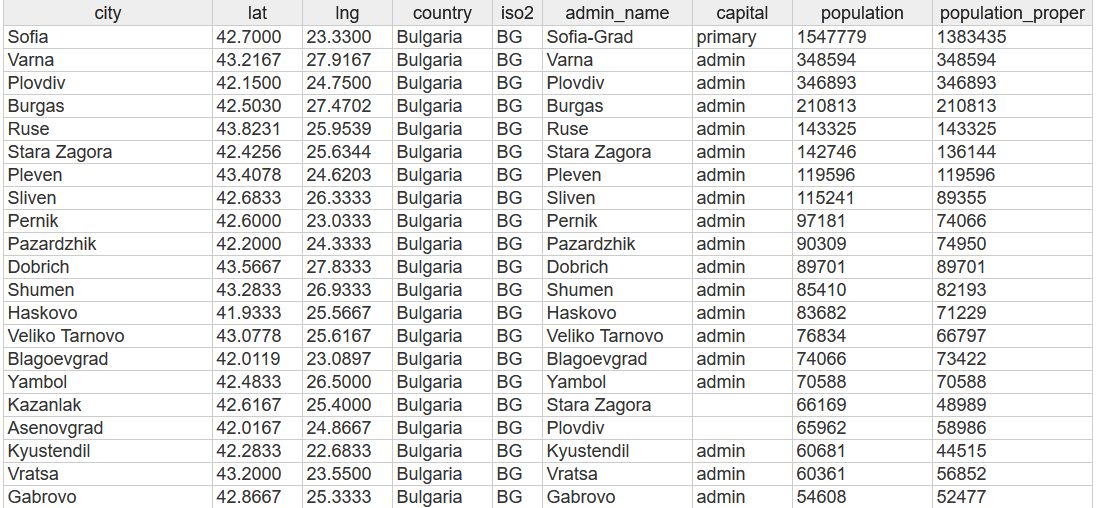 city lat lng country iso2 admin_name capital population population_proper
Sofia 42.7000 23.3300 Bulgaria BG Sofia-Grad primary 1547779 1383435
Varna 43.2167 27.9167 Bulgaria BG Varna admin 348594 348594
Plovdiv 42.1500 24.7500 Bulgaria BG Plovdiv admin 346893 346893
Burgas 42.5030 27.4702 Bulgaria BG Burgas admin 210813 210813
Ruse 43.8231 25.9539 Bulgaria BG Ruse admin 143325 143325
Stara Zagora 42.4256 25.6344 Bulgaria BG Stara Zagora admin 142746 136144
Pleven 43.4078 24.6203 Bulgaria BG Pleven admin 119596 119596
Sliven 42.6833 26.3333 Bulgaria BG Sliven admin 115241 89355
Pernik 42.6000 23.0333 Bulgaria BG Pernik admin 97181 74066
Pazardzhik 42.2000 24.3333 Bulgaria BG Pazardzhik admin 90309 74950
Dobrich 43.5667 27.8333 Bulgaria BG Dobrich admin 89701 89701
Shumen 43.2833 26.9333 Bulgaria BG Shumen admin 85410 82193
Haskovo 41.9333 25.5667 Bulgaria BG Haskovo admin 83682 71229
Veliko Tarnovo 43.0778 25.6167 Bulgaria BG Veliko Tarnovo admin 76834 66797
Blagoevgrad 42.0119 23.0897 Bulgaria BG Blagoevgrad admin 74066 73422
Yambol 42.4833 26.5000 Bulgaria BG Yambol admin 70588 70588
Kazanlak 42.6167 25.4000 Bulgaria BG Stara Zagora 66169 48989
Asenovgrad 42.0167 24.8667 Bulgaria BG Plovdiv 65962 58986
Kyustendil 42.2833 22.6833 Bulgaria BG Kyustendil admin 60681 44515
Vratsa 43.2000 23.5500 Bulgaria BG Vratsa admin 60361 56852
Gabrovo 42.8667 25.3333 Bulgaria BG Gabrovo admin 54608 52477